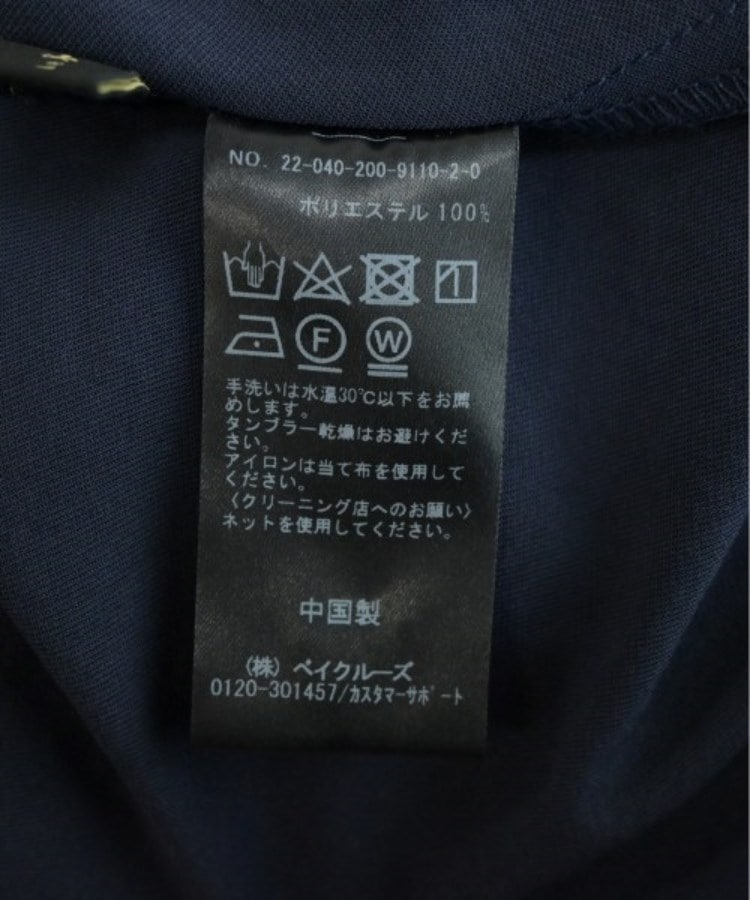 NO. 22-040-200-9110-2-0
ポリエステル 100%
F W
手洗いは水温30℃以下をお薦
めします。
タンブラー乾燥はお避けくだ
さい。
アイロンは当て布を使用して
ください。
〈クリーニング店へのお願い〉
ネットを使用してください。
中国製
(株) ベイクルーズ
0120-301457/カスタマーサポート